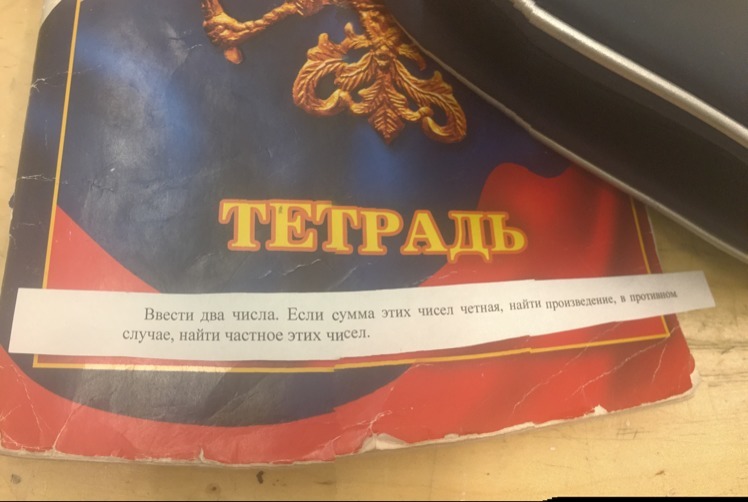 ТЕТРАДЬ
Ввести два числа. Если сумма этих чисел четная, найти произведение, в противном
случае, найти частное этих чисел.